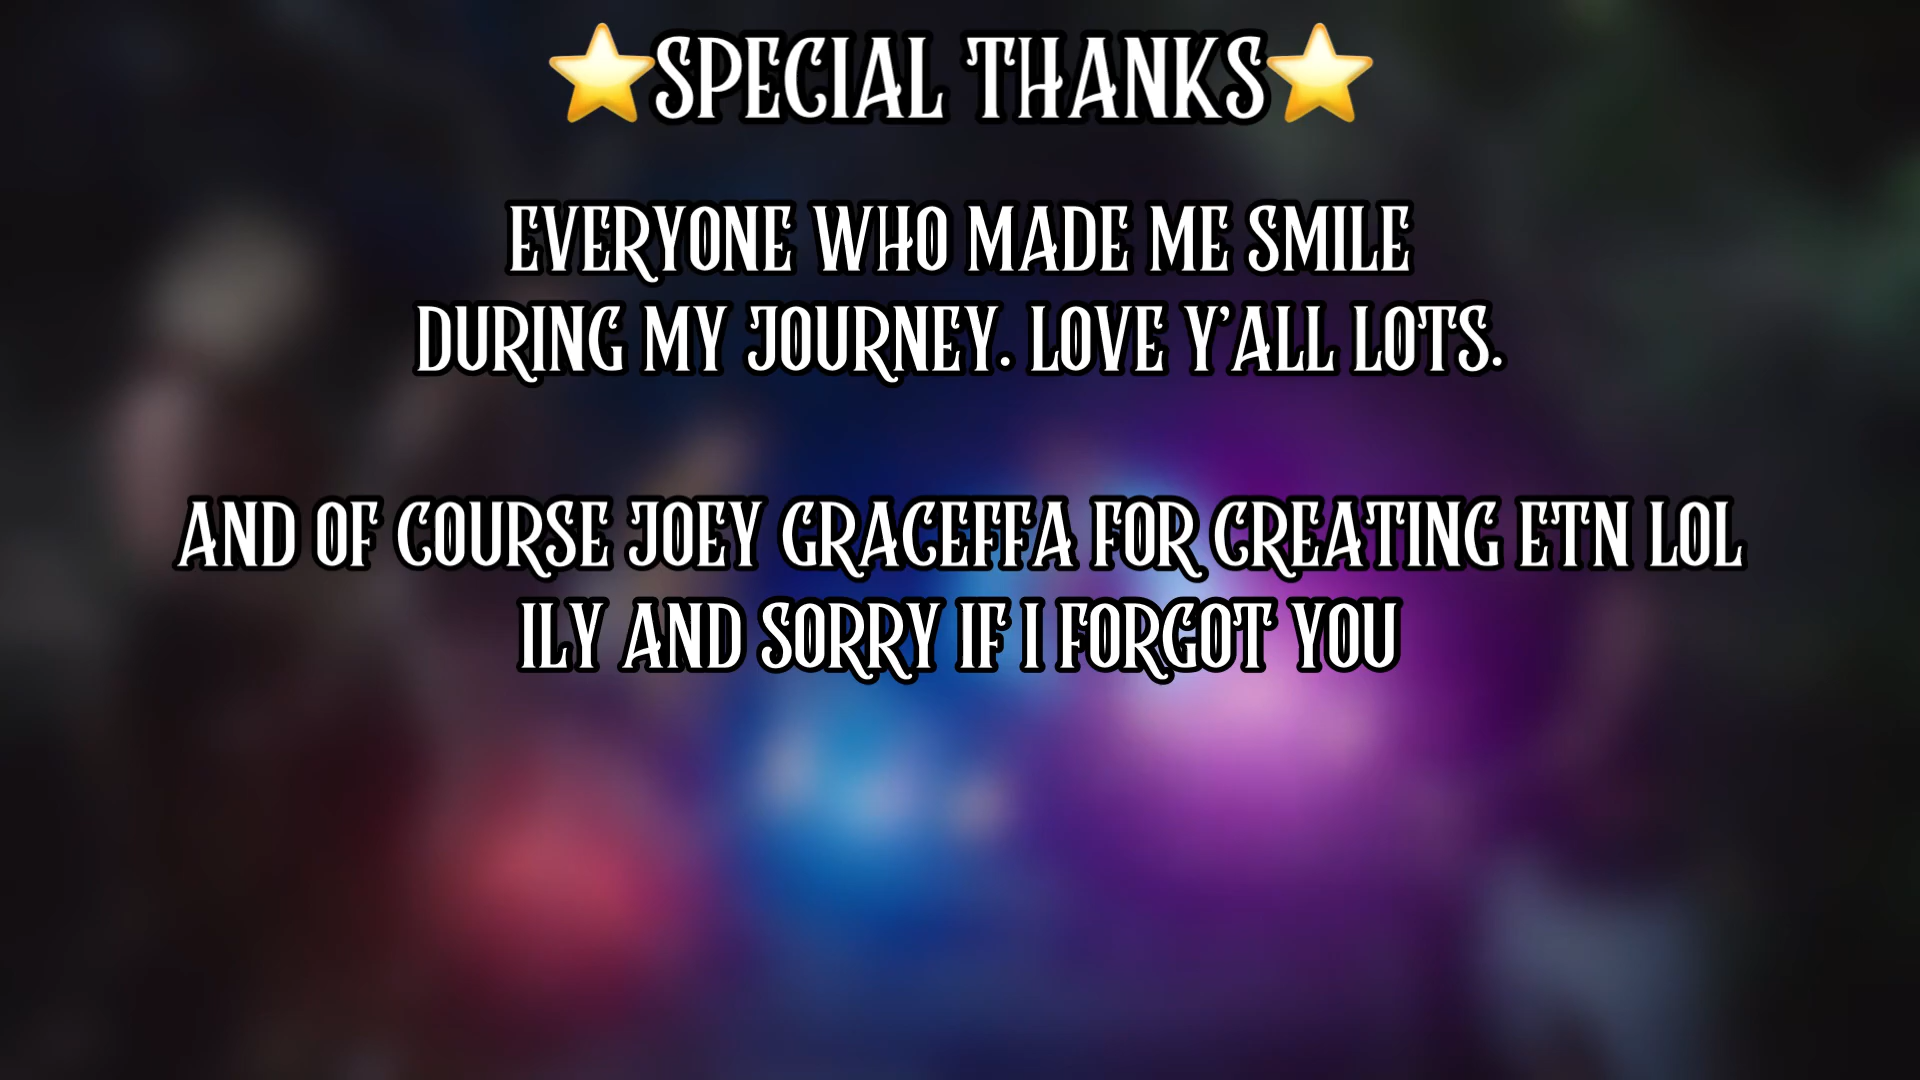 ⭐SPECIAL THANKS⭐
EVERYONE WHO MADE ME SMILE
DURING MY JOURNEY. LOVE Y'ALL LOTS.
AND OF COURSE JOEY GRACEFFA FOR CREATING ETN LOL
ILY AND SORRY IF I FORGOT YOU